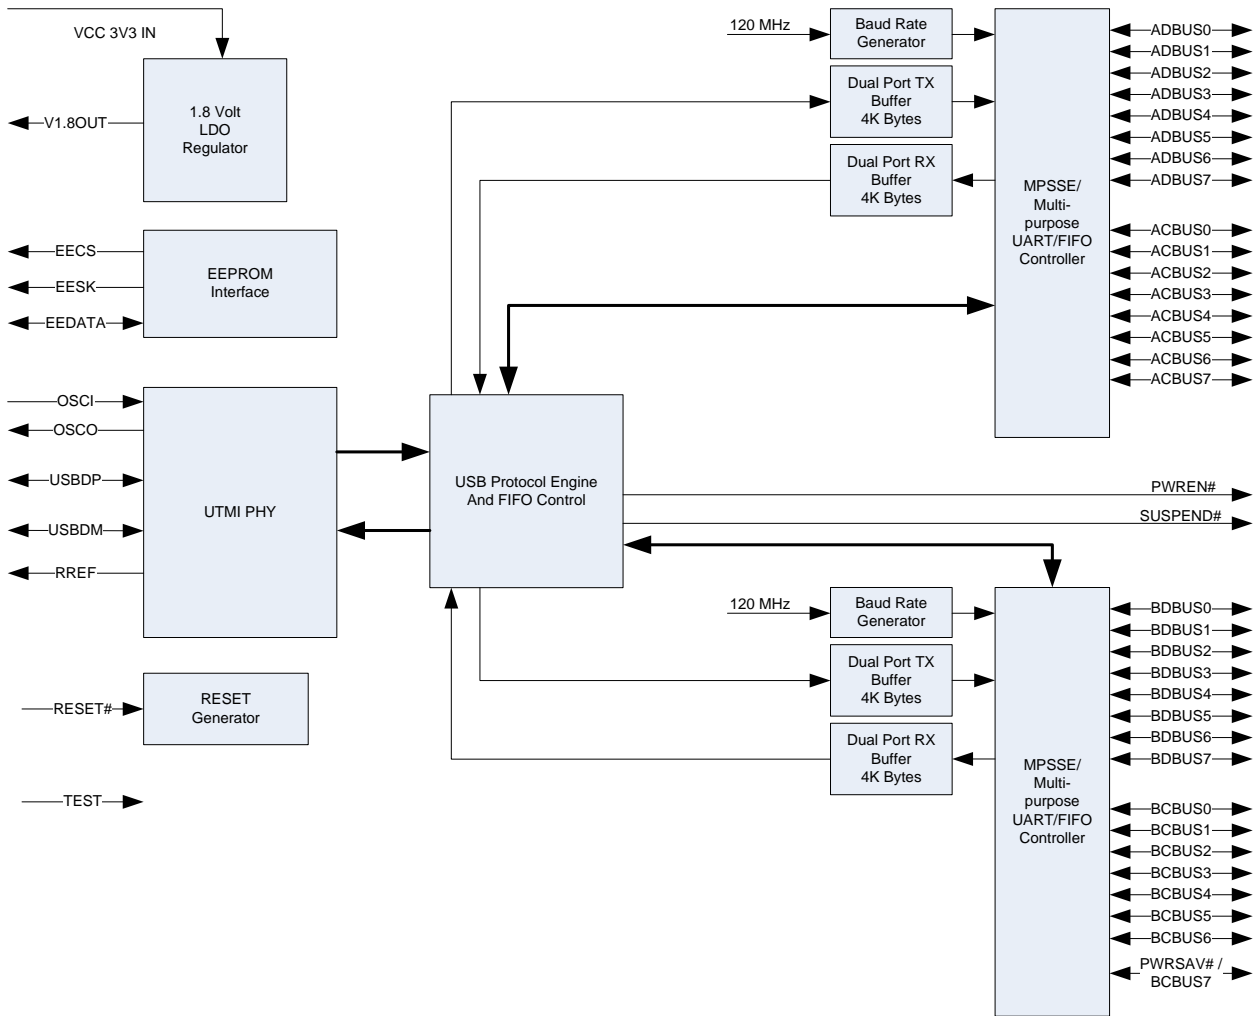 VCC 3V3 IN
1.8 Volt
LDO
Regulator
V1.8OUT
EECS
EESK
EEDATA
EEPROM
Interface
OSCI
OSCO
USBDP
USBDM
RREF
UTMI PHY
RESET#
RESET
Generator
TEST
USB Protocol Engine
And FIFO Control
PWREN#
SUSPEND#
120 MHz
Baud Rate
Generator
Dual Port TX
Buffer
4K Bytes
Dual Port RX
Buffer
4K Bytes
MPSSE/
Multi-
purpose
UART/FIFO
Controller
ADBUS0
ADBUS1
ADBUS2
ADBUS3
ADBUS4
ADBUS5
ADBUS6
ADBUS7
ACBUS0
ACBUS1
ACBUS2
ACBUS3
ACBUS4
ACBUS5
ACBUS6
ACBUS7
120 MHz
Baud Rate
Generator
Dual Port TX
Buffer
4K Bytes
Dual Port RX
Buffer
4K Bytes
MPSSE/
Multi-
purpose
UART/FIFO
Controller
BDBUS0
BDBUS1
BDBUS2
BDBUS3
BDBUS4
BDBUS5
BDBUS6
BDBUS7
BCBUS0
BCBUS1
BCBUS2
BCBUS3
BCBUS4
BCBUS5
BCBUS6
PWRSAV# /
BCBUS7